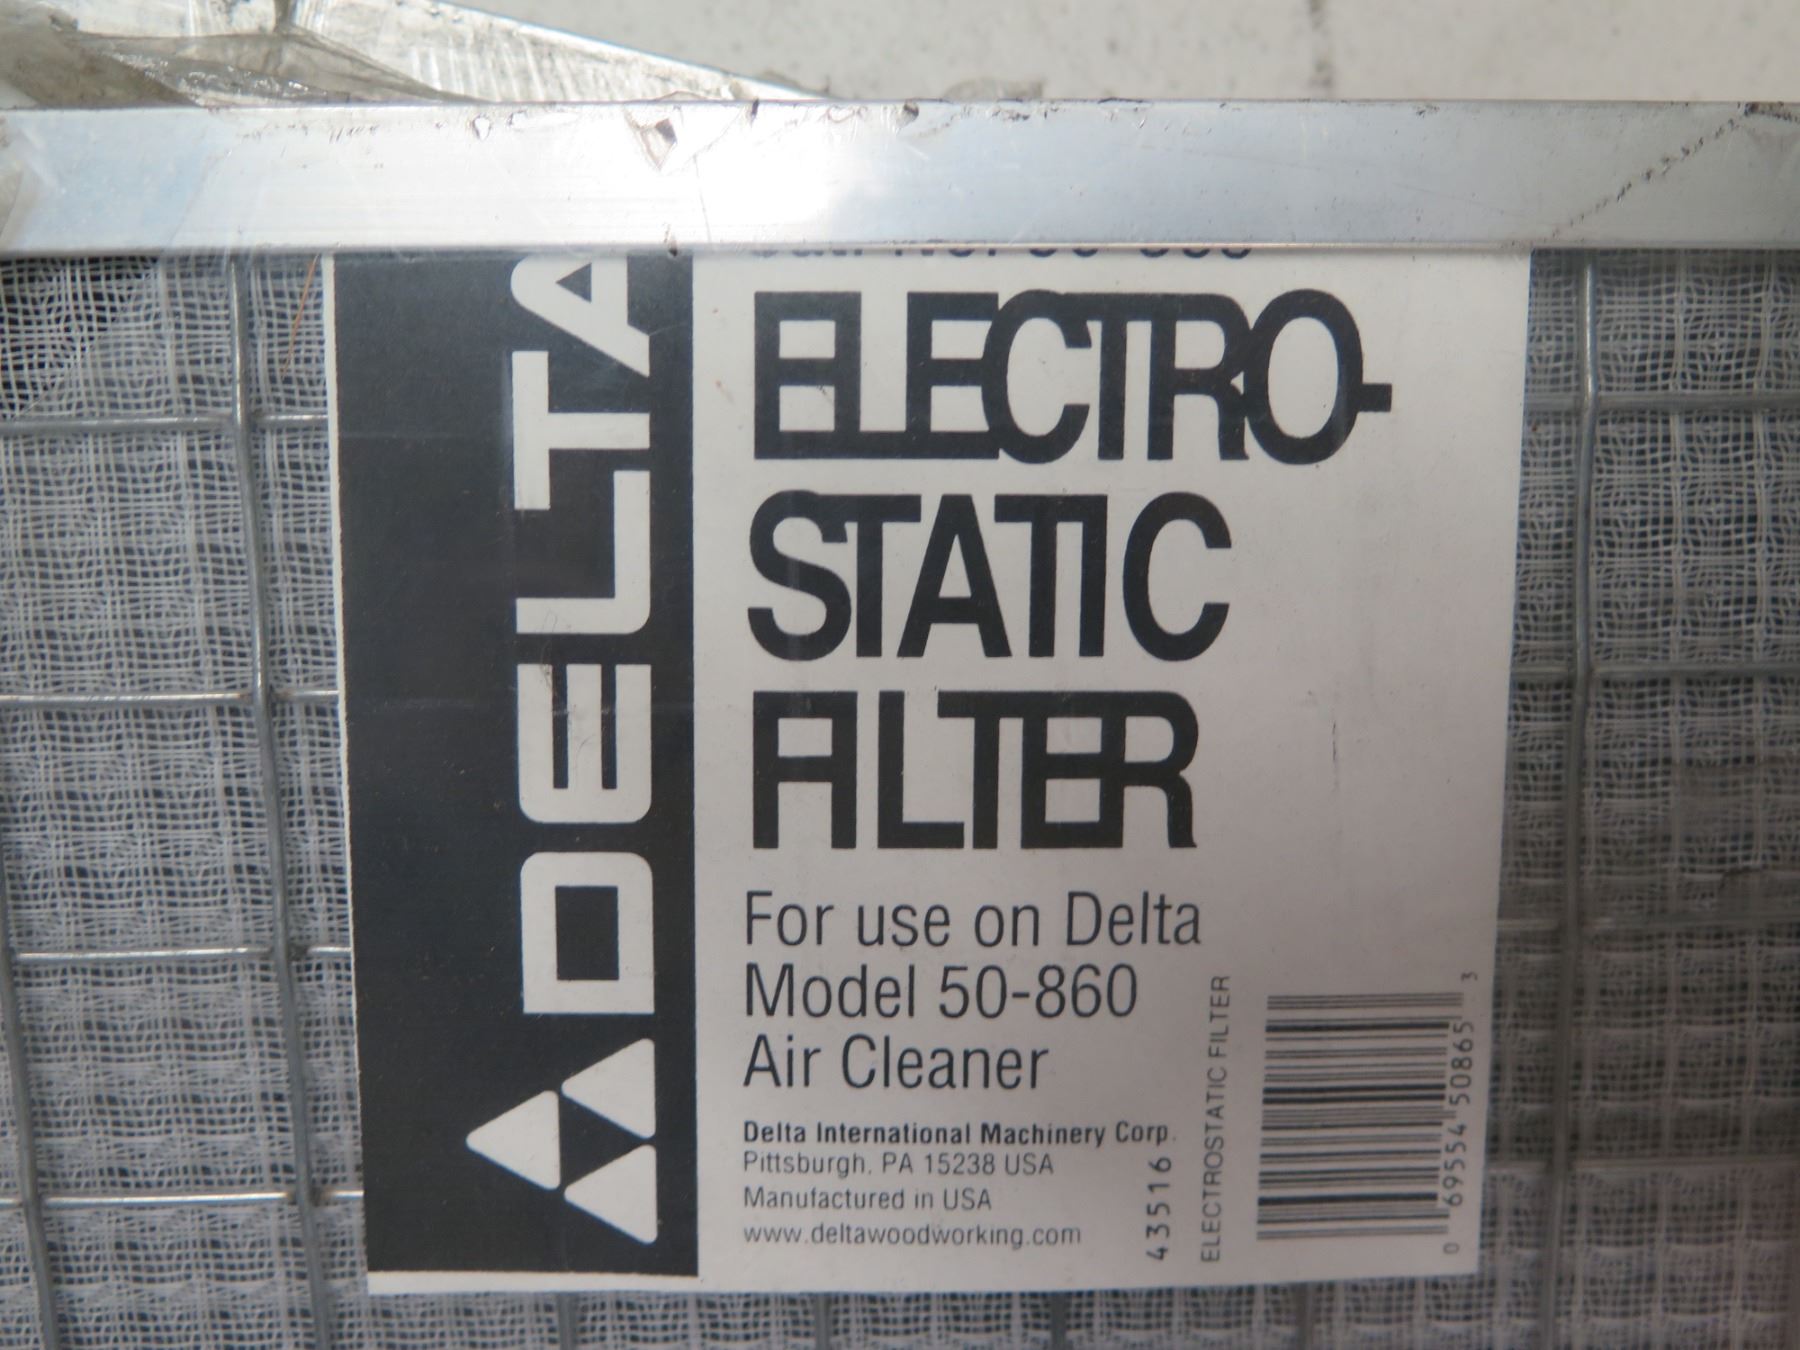 DELTA
ELECTRO-
STATIC
FILTER
For use on Delta
Model 50-860
Air Cleaner
Delta International Machinery Corp.
Pittsburgh, PA 15238 USA
Manufactured in USA
www.deltawoodworking.com
435516
ELECTROSTATIC FILTER
0 69554 50865 3